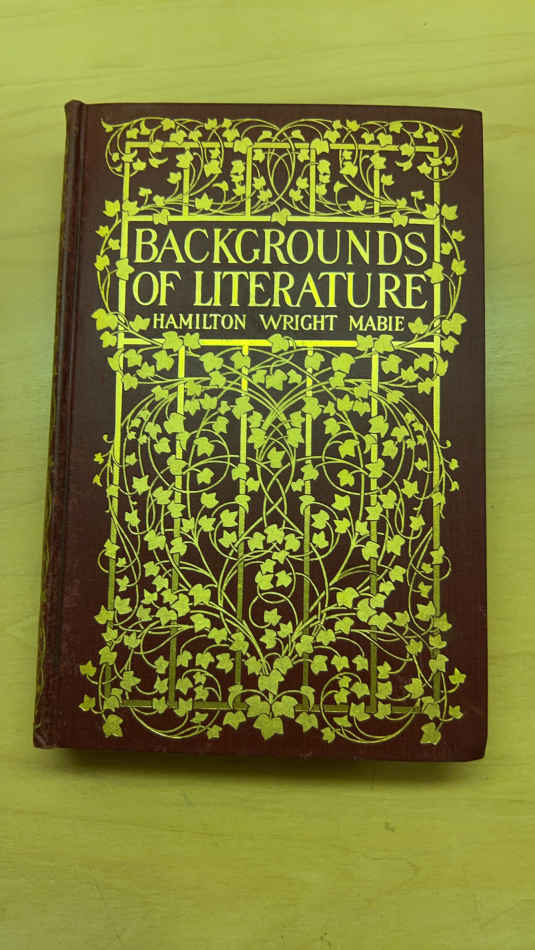 BACKGROUNDS
OF LITERATURE
HAMILTON WRIGHT MABIE